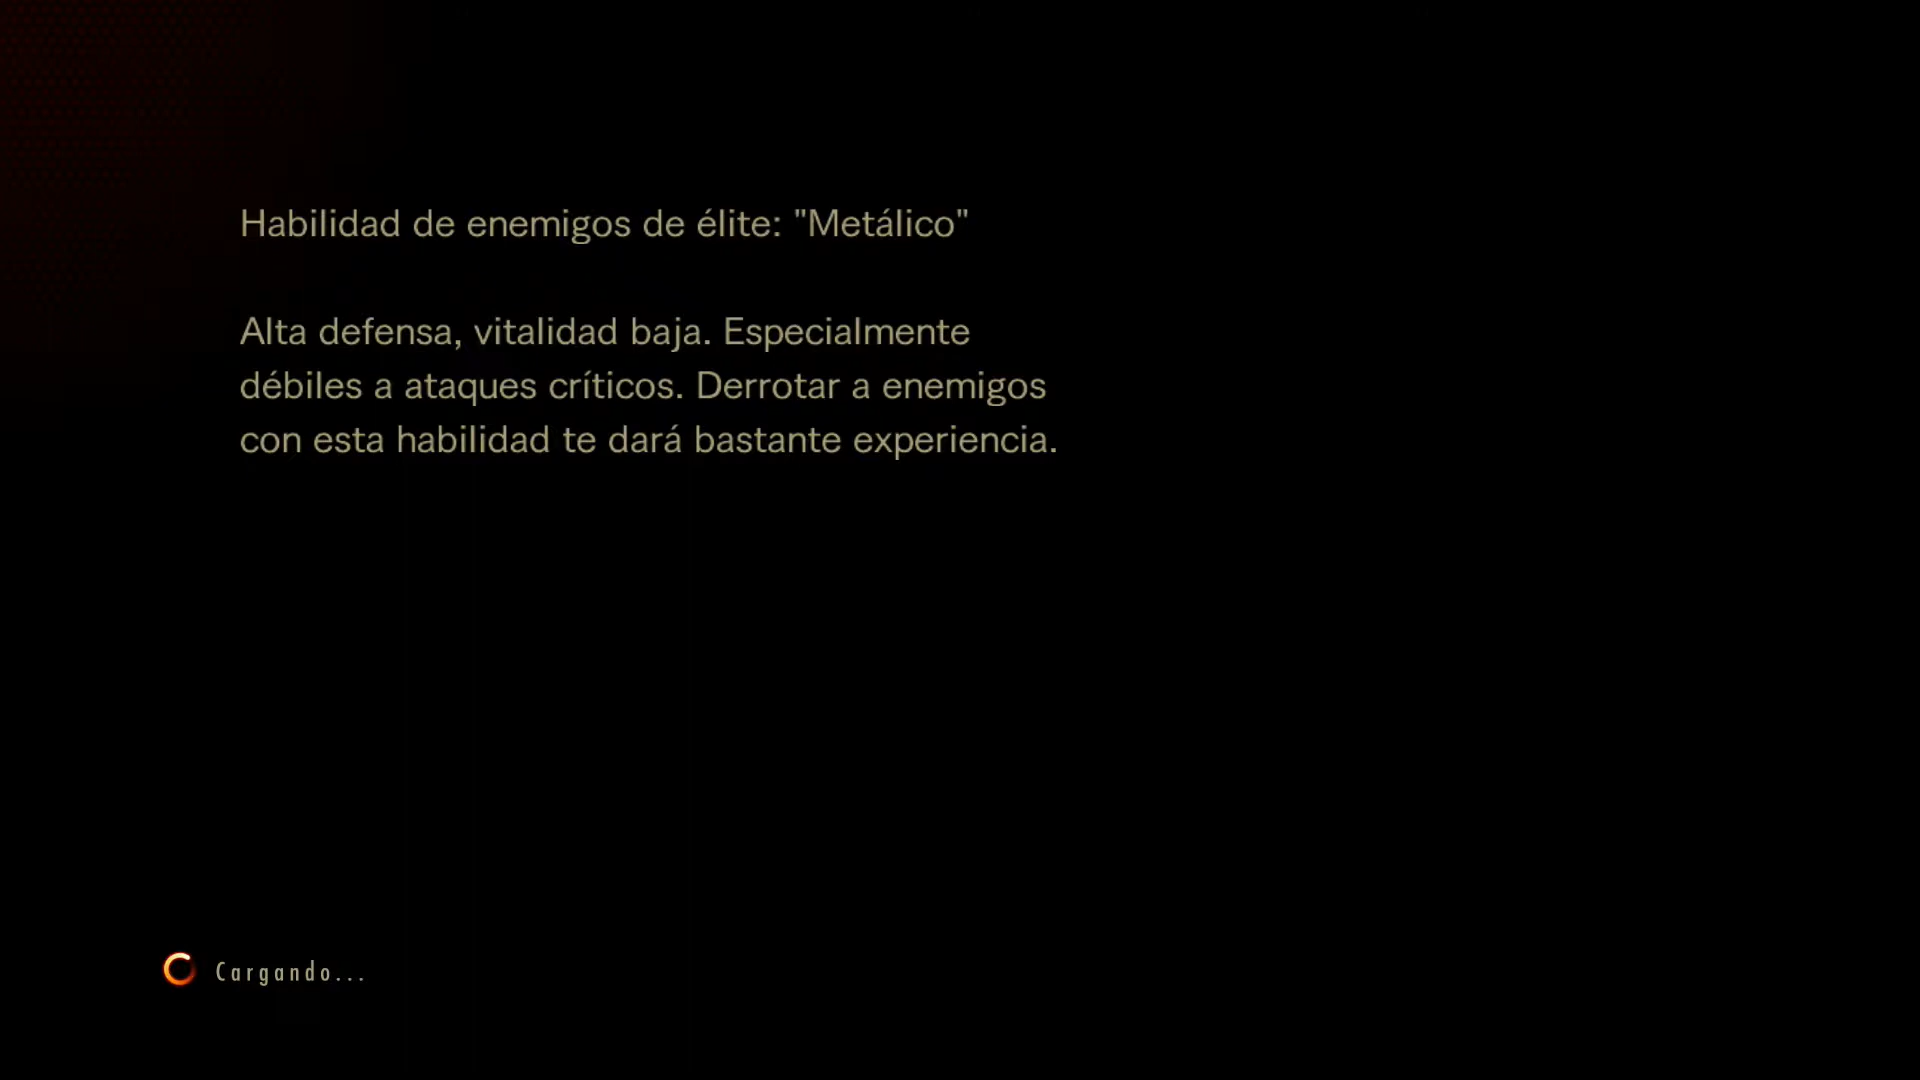 Habilidad de enemigos de élite: "Metálico"
Alta defensa, vitalidad baja. Especialmente
débiles a ataques críticos. Derrotar a enemigos
con esta habilidad te dará bastante experiencia.
Cargando...